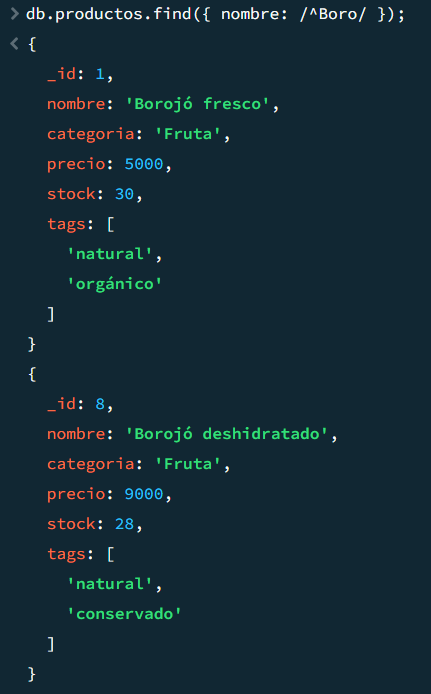 > db.productos.find({ nombre: /^Boro/ });
< {
_id: 1,
nombre: 'Borojó fresco',
categoria: 'Fruta',
precio: 5000,
stock: 30,
tags: [
'natural',
'orgánico'
]
}
{
_id: 8,
nombre: 'Borojó deshidratado',
categoria: 'Fruta',
precio: 9000,
stock: 28,
tags: [
'natural',
'conservado'
]
}